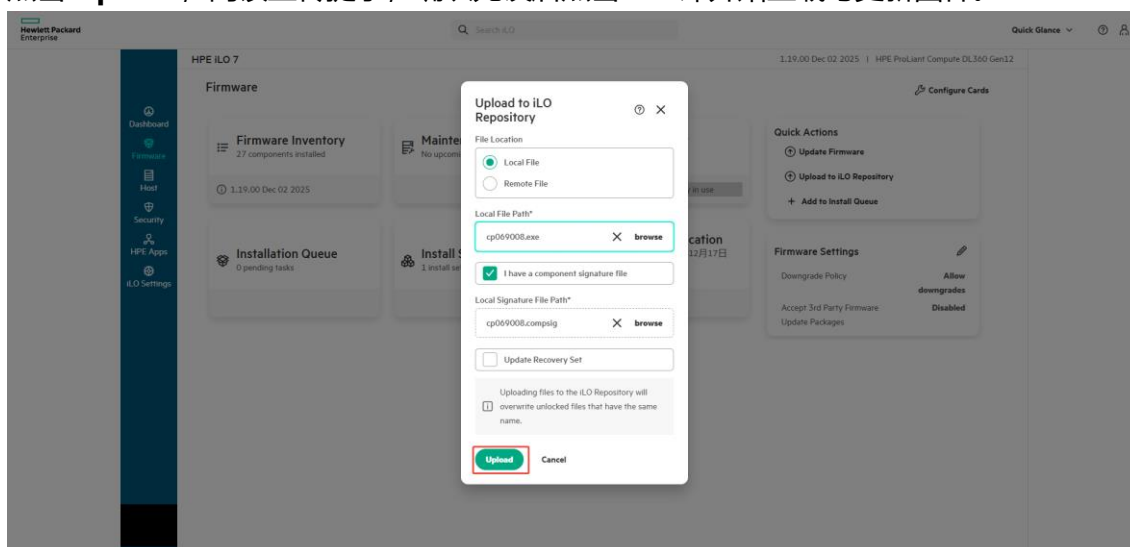 Hewlett Packard
Enterprise
Search iLO
Quick Glance
HPE iLO 7
1.19.00 Dec 02 2025 | HPE ProLiant Compute DL360 Gen12
Firmware
Configure Cards
Dashboard
Firmware
Host
Security
HPE Apps
iLO Settings
Firmware Inventory
27 components installed
1.19.00 Dec 02 2025
Mainte
No upcom
y in use
Installation Queue
0 pending tasks
Install S
1 install se
cation
12月17日
Upload to iLO
Repository
File Location
Local File
Remote File
Local File Path*
cp069008.exe
browse
I have a component signature file
Local Signature File Path*
cp069008.compsig
browse
Update Recovery Set
Uploading files to the iLO Repository will
overwrite unlocked files that have the same
name.
Upload
Cancel
Quick Actions
Update Firmware
Upload to iLO Repository
+ Add to Install Queue
Firmware Settings
Downgrade Policy
Allow
downgrades
Accept 3rd Party Firmware
Update Packages
Disabled